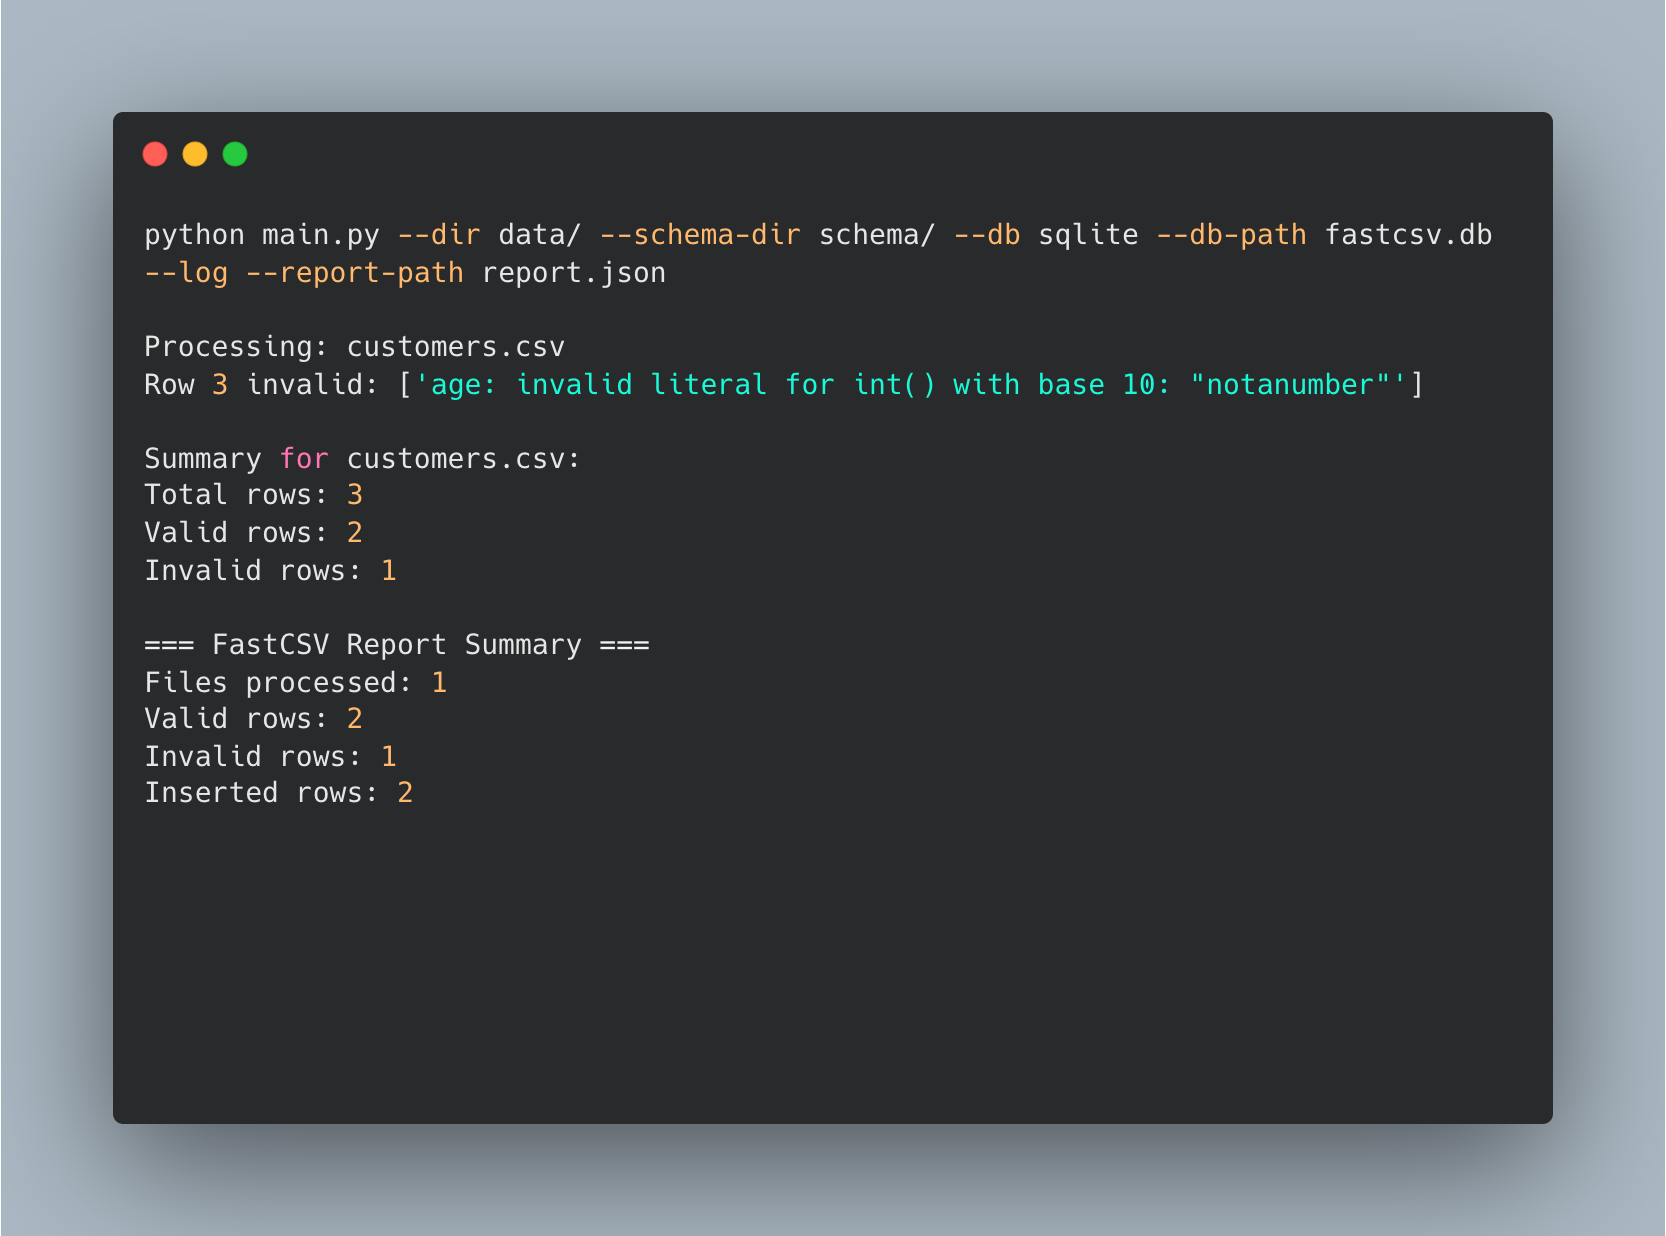 python main.py --dir data/ --schema-dir schema/ --db sqlite --db-path fastcsv.db
--log --report-path report.json
Processing: customers.csv
Row 3 invalid: ['age: invalid literal for int() with base 10: "notanumber"']
Summary for customers.csv:
Total rows: 3
Valid rows: 2
Invalid rows: 1
=== FastCSV Report Summary ===
Files processed: 1
Valid rows: 2
Invalid rows: 1
Inserted rows: 2